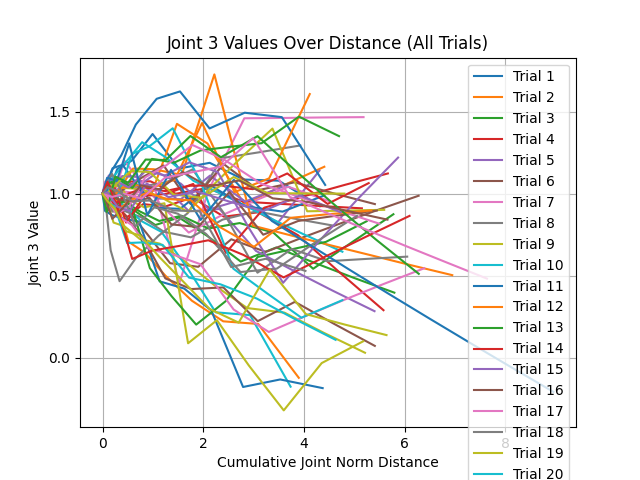 Joint 3 Values Over Distance (All Trials)
Joint 3 Value
1.5
1.0
0.5
0.0
0
2
4
6
8
Cumulative Joint Norm Distance
Trial 1
Trial 2
Trial 3
Trial 4
Trial 5
Trial 6
Trial 7
Trial 8
Trial 9
Trial 10
Trial 11
Trial 12
Trial 13
Trial 14
Trial 15
Trial 16
Trial 17
Trial 18
Trial 19
Trial 20